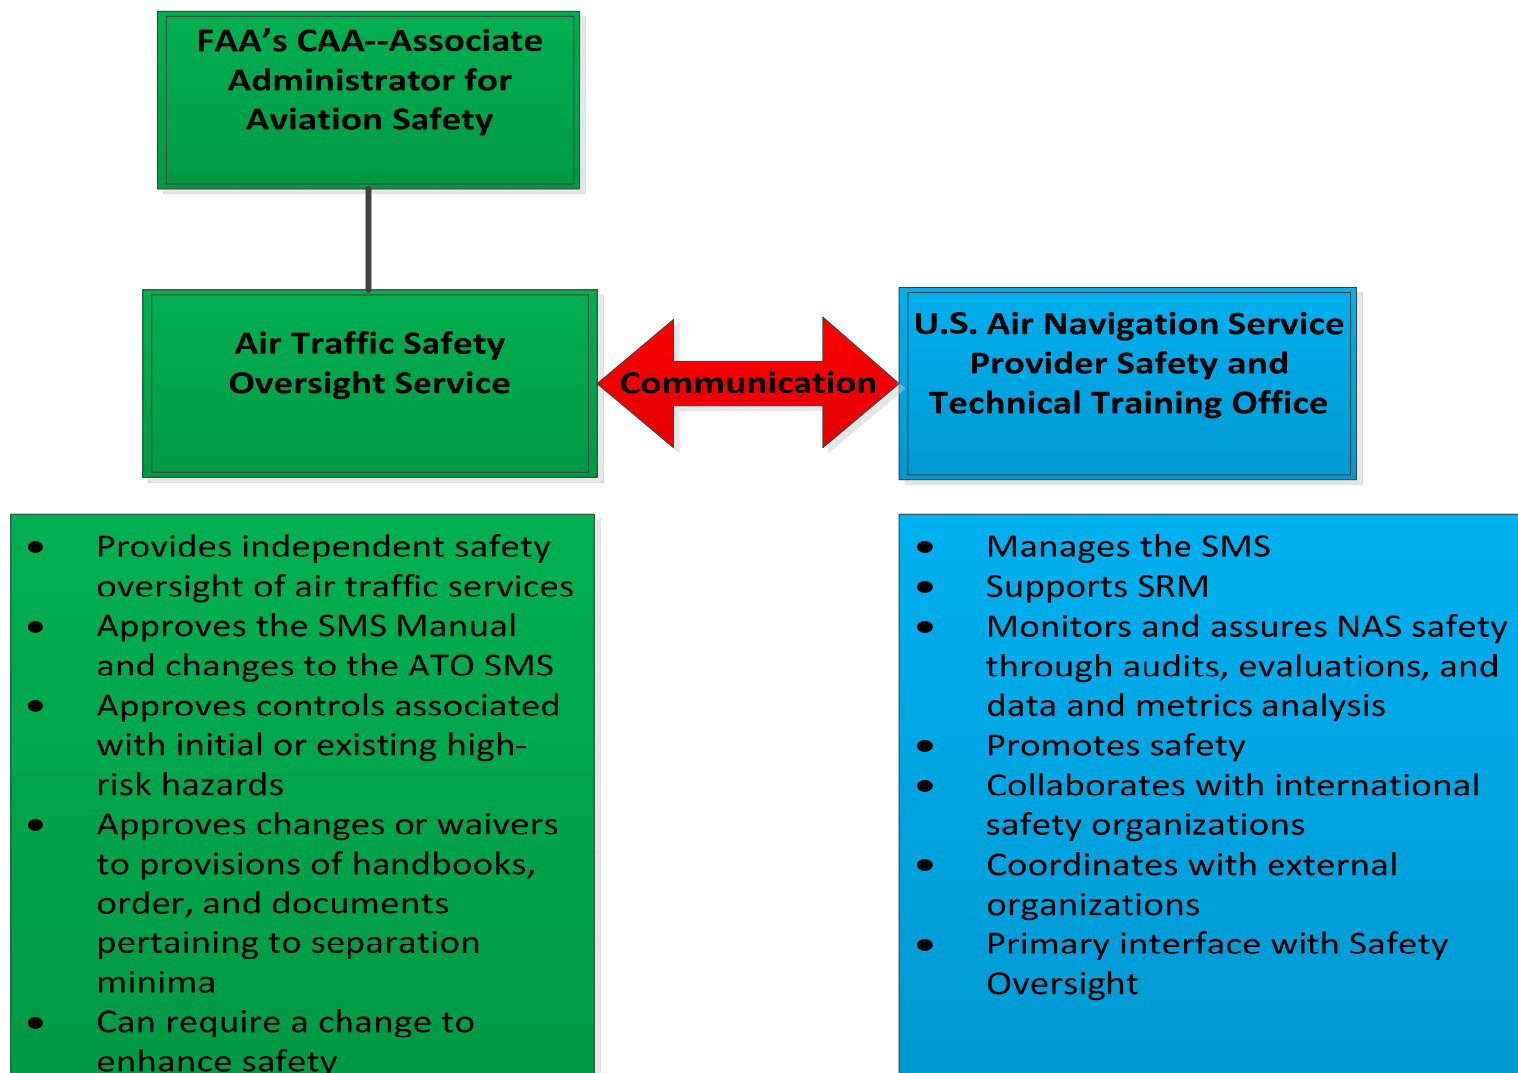 FAA’s CAA--Associate
Administrator for
Aviation Safety
Air Traffic Safety
Oversight Service
Communication
U.S. Air Navigation Service
Provider Safety and
Technical Training Office
• Provides independent safety
oversight of air traffic services
• Approves the SMS Manual
and changes to the ATO SMS
• Approves controls associated
with initial or existing high-
risk hazards
• Approves changes or waivers
to provisions of handbooks,
order, and documents
pertaining to separation
minima
• Can require a change to
enhance safety
• Manages the SMS
• Supports SRM
• Monitors and assures NAS safety
through audits, evaluations, and
data and metrics analysis
• Promotes safety
• Collaborates with international
safety organizations
• Coordinates with external
organizations
• Primary interface with Safety
Oversight